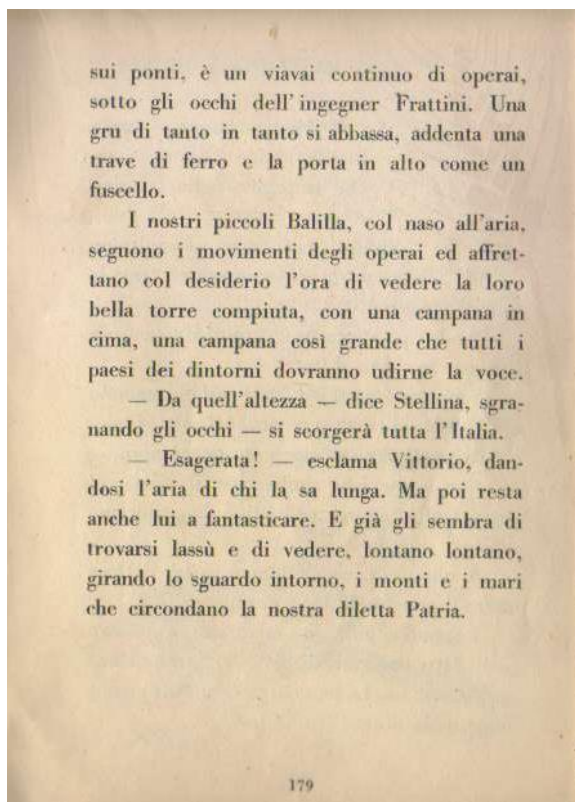 sui ponti, è un viavai continuo di operai,
sotto gli occhi dell'ingegner Frattini. Una
gru di tanto in tanto si abbassa, addenta una
trave di ferro e la porta in alto come un
fuscello.
I nostri piccoli Balilla, col naso all'aria,
seguono i movimenti degli operai ed affret-
tano col desiderio l'ora di vedere la loro
bella torre compiuta, con una campana in
cima, una campana così grande che tutti i
paesi dei dintorni dovranno udirne la voce.
— Da quell'altezza — dice Stellina, sgra-
nando gli occhi — si scorgerà tutta l'Italia.
— Esagerata! — esclama Vittorio, dan-
dosi l'aria di chi la sa lunga. Ma poi resta
anche lui a fantasticare. E già gli sembra di
trovarsi lassù e di vedere, lontano lontano,
girando lo sguardo intorno, i monti e i mari
che circondano la nostra diletta Patria.
179